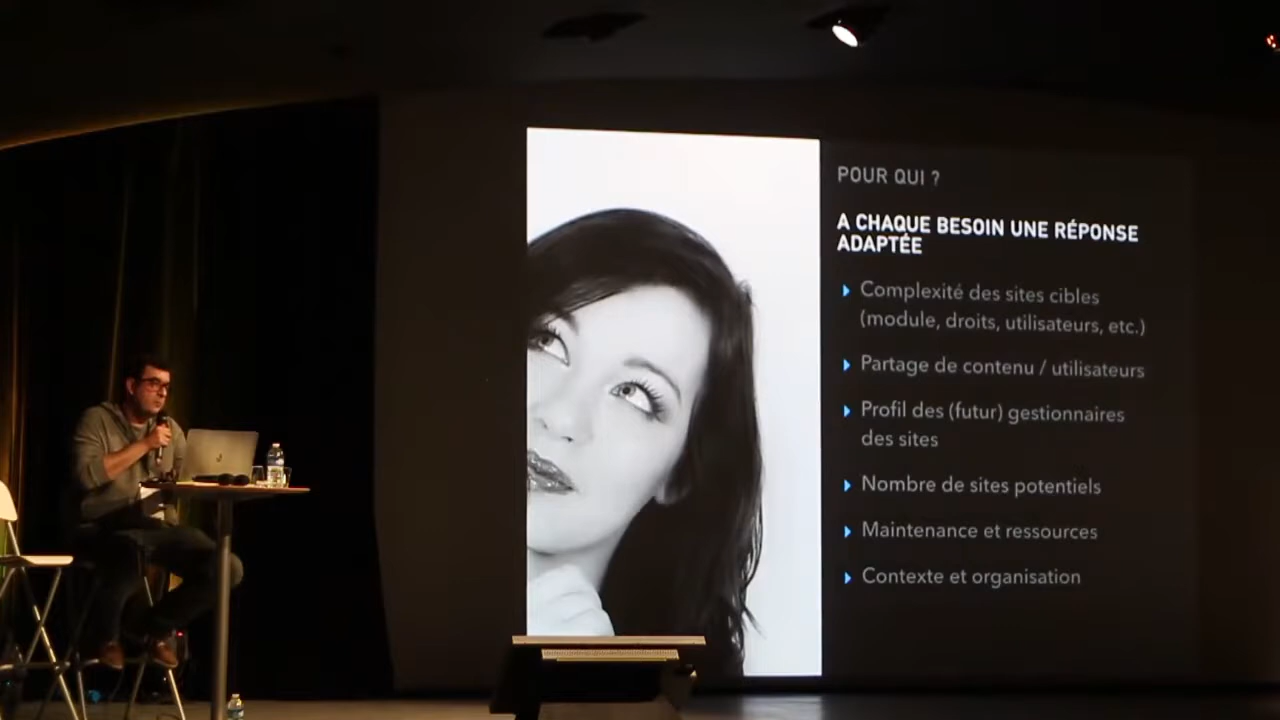 POUR QUI ?
A CHAQUE BESOIN UNE RÉPONSE
ADAPTÉE
Complexité des sites cibles
(module, droits, utilisateurs, etc.)
Partage de contenu / utilisateurs
Profil des (futur) gestionnaires
des sites
Nombre de sites potentiels
Maintenance et ressources
Contexte et organisation